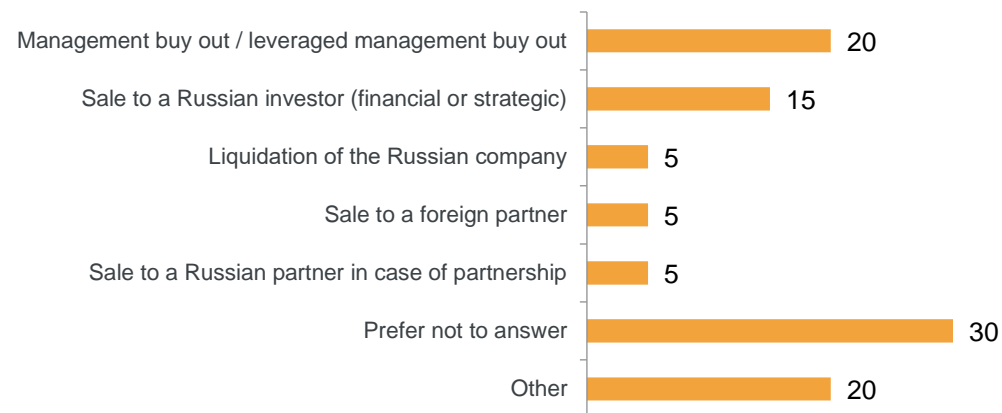 Management buy out / leveraged management buy out 20
Sale to a Russian investor (financial or strategic) 15
Liquidation of the Russian company 5
Sale to a foreign partner 5
Sale to a Russian partner in case of partnership 5
Prefer not to answer 30
Other 20